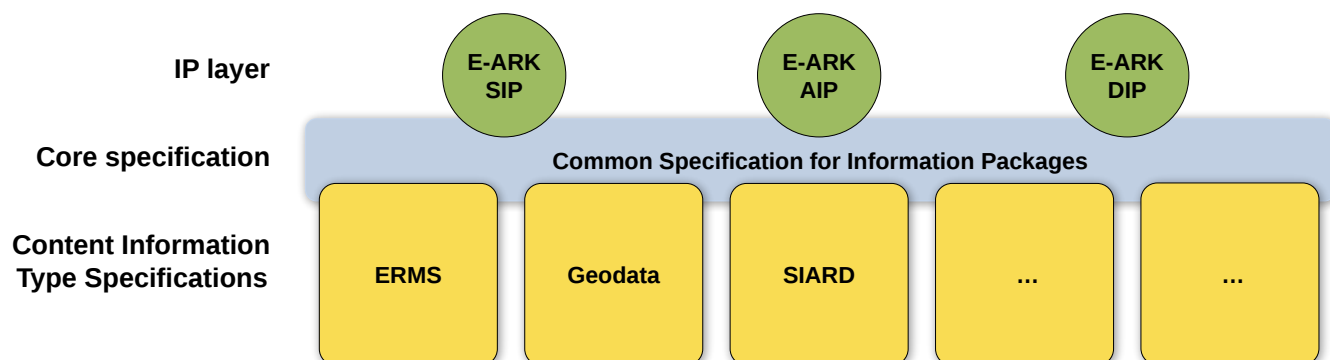 IP layer
E-ARK
SIP
E-ARK
AIP
E-ARK
DIP
Core specification
Common Specification for Information Packages
Content Information
Type Specifications
ERMS
Geodata
SIARD
...
...